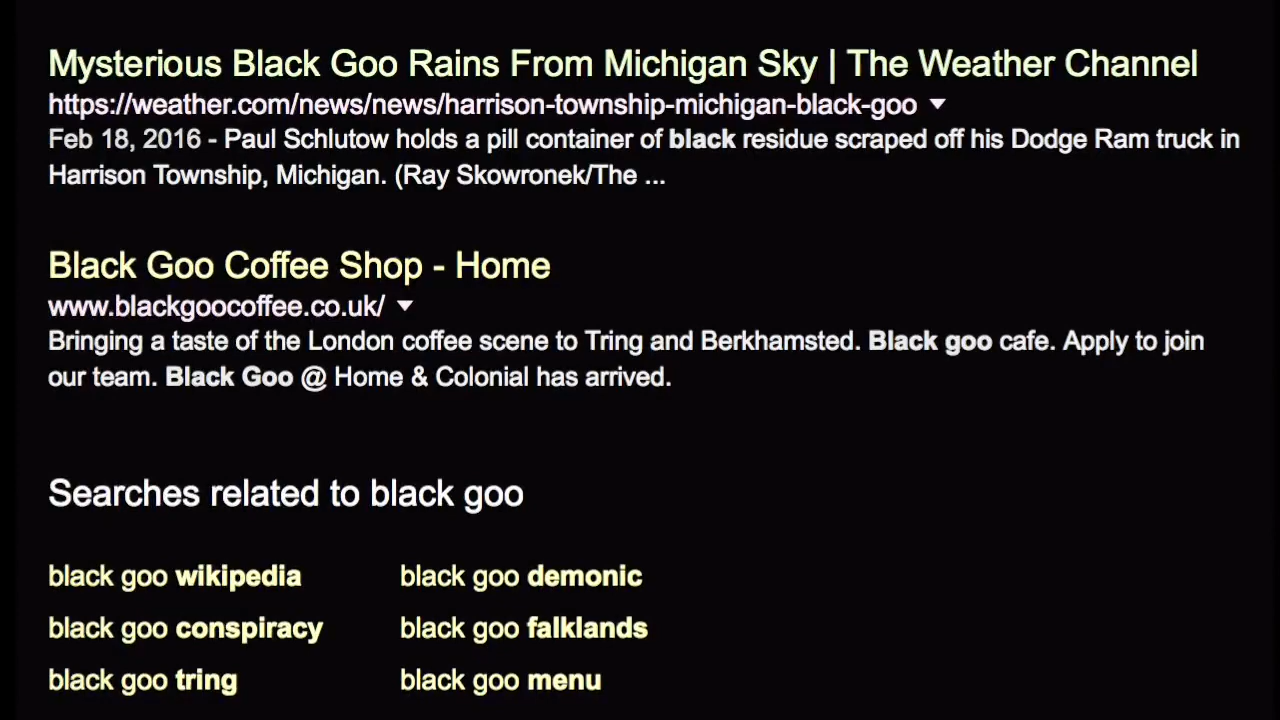 Mysterious Black Goo Rains From Michigan Sky | The Weather Channel
https://weather.com/news/news/harrison-township-michigan-black-goo
Feb 18, 2016 - Paul Schlutow holds a pill container of black residue scraped off his Dodge Ram truck in
Harrison Township, Michigan. (Ray Skowronek/The ...
Black Goo Coffee Shop - Home
www.blackgoocoffee.co.uk/
Bringing a taste of the London coffee scene to Tring and Berkhamsted. Black goo cafe. Apply to join
our team. Black Goo @ Home & Colonial has arrived.
Searches related to black goo
black goo wikipedia
black goo demonic
black goo conspiracy
black goo falklands
black goo tring
black goo menu